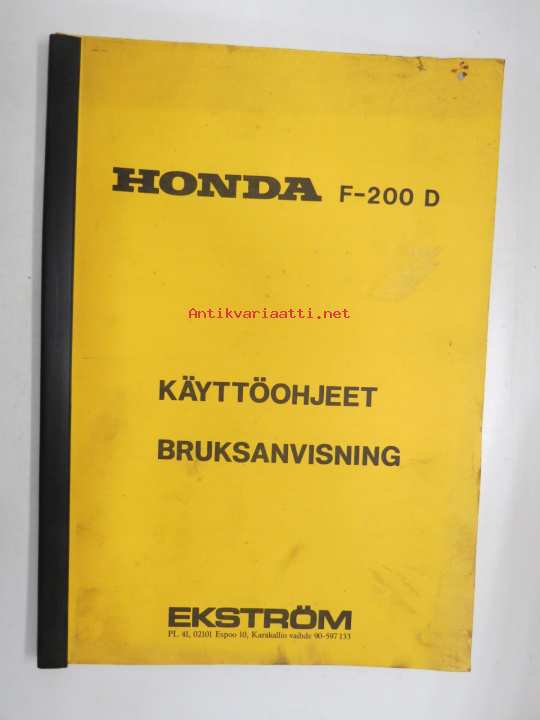 HONDA F-200 D
Antikvariaatti.net
KÄYTTÖOHJEET
BRUKSANVISNING
EKSTRÖM
PL 41, 02101 Espoo 10, Karakallio vaihde 90-597 133